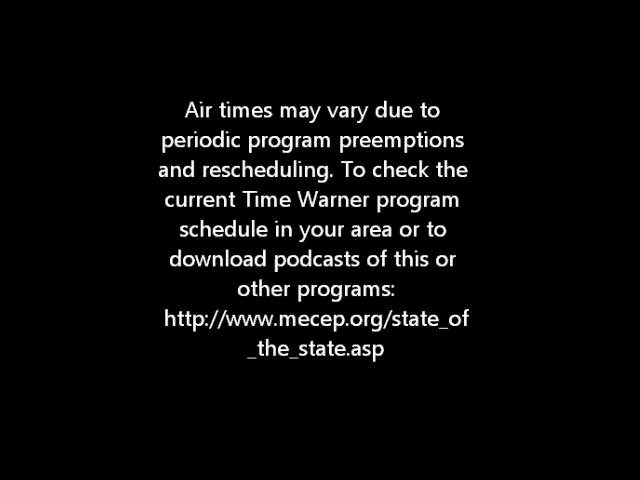 Air times may vary due to
periodic program preemptions
and rescheduling. To check the
current Time Warner program
schedule in your area or to
download podcasts of this or
other programs:
http://www.mecep.org/state_of
_the_state.asp